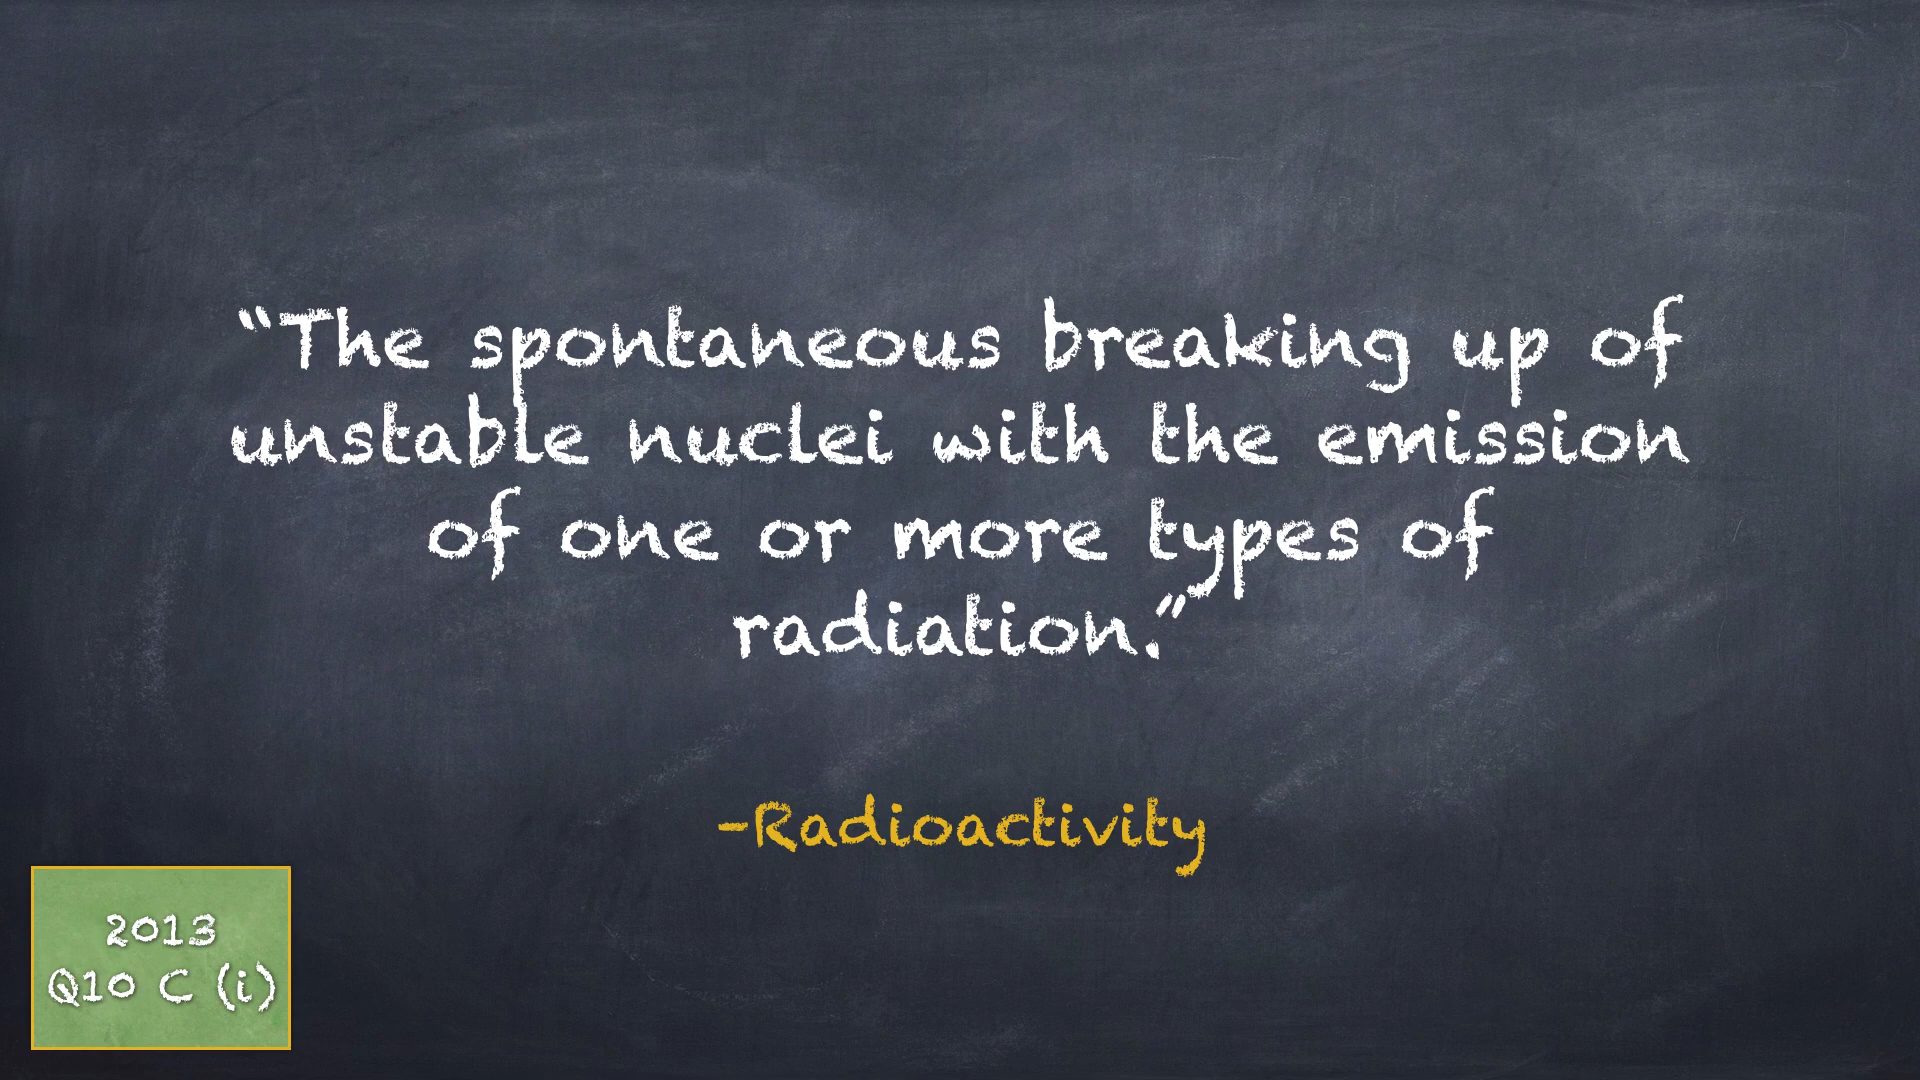 “The spontaneous breaking up of
unstable nuclei with the emission
of one or more types of
radiation.”
-Radioactivity
2013
Q10 C (i)